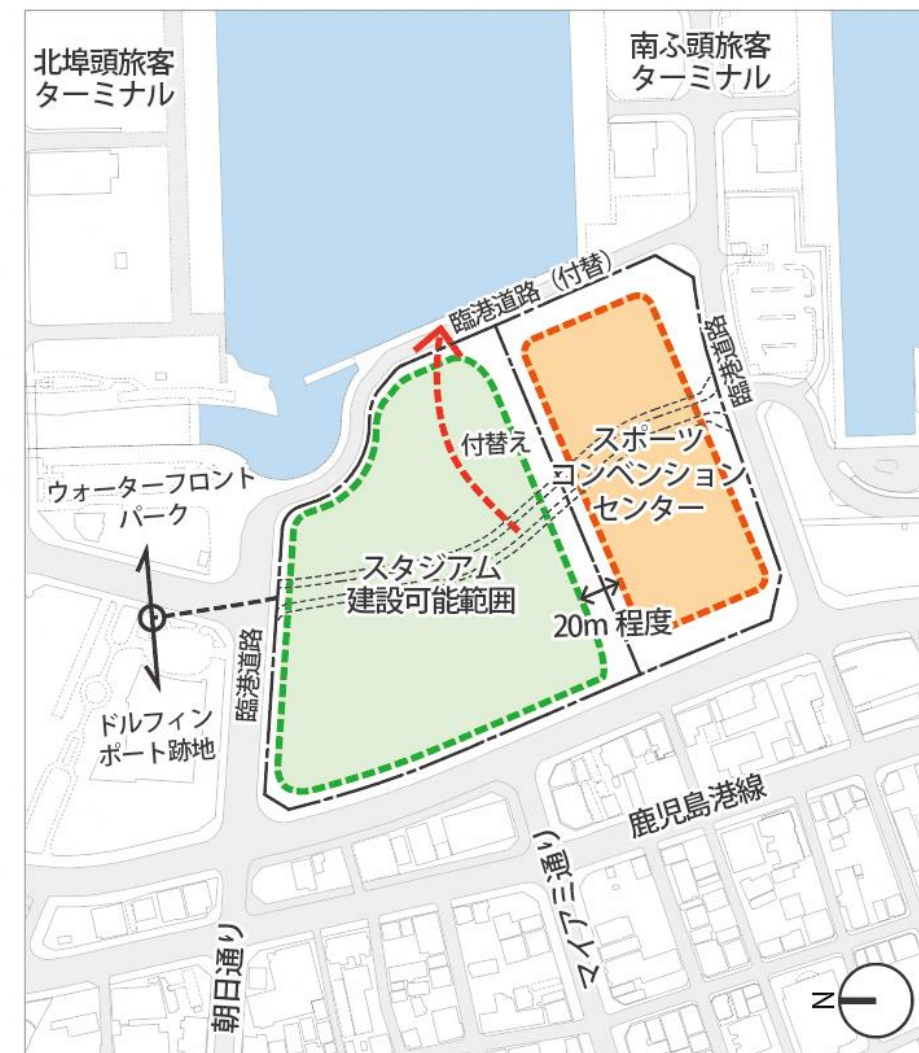 北埠頭旅客
ターミナル
南ふ頭旅客
ターミナル
臨港道路（付替）
臨港道路
付替え
スポーツ
コンベンション
センター
ウォーターフロント
パーク
スタジアム
建設可能範囲
20m 程度
臨港道路
ドルフィン
ポート跡地
鹿児島港線
マイアミ通り
朝日通り
N